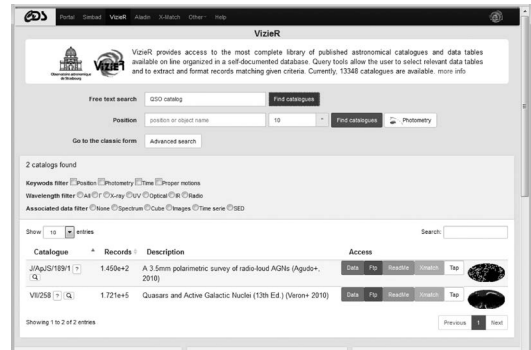 CDS Portal Simbad VizieR Aladin X-Match Other Help
VizieR
Observatoire astronomique
de Strasbourg
VizieR
VizieR provides access to the most complete library of published astronomical catalogues and data tables
available on line organized in a self-documented database. Query tools allow the user to select relevant data tables
and to extract and format records matching given criteria. Currently, 13348 catalogues are available. more info
Free text search QSO catalog Find catalogues
Position position or object name 10 Find catalogues Photometry
Go to the classic form Advanced search
2 catalogs found
Keywods filter Position Photometry Time Proper motions
Wavelength filter All Γ X-ray UV Optical IR Radio
Associated data filter None Spectrum Cube Images Time serie SED
Show 10 entries Search:
Catalogue Records Description Access
J/ApJS/189/1 ? 1.450e+2 A 3.5mm polarimetric survey of radio-loud AGNs (Agudo+, Data Ftp ReadMe Xmatch Tap
2010)
VII/258 ? 1.721e+5 Quasars and Active Galactic Nuclei (13th Ed.) (Veron+ 2010) Data Ftp ReadMe Xmatch Tap
Showing 1 to 2 of 2 entries Previous 1 Next